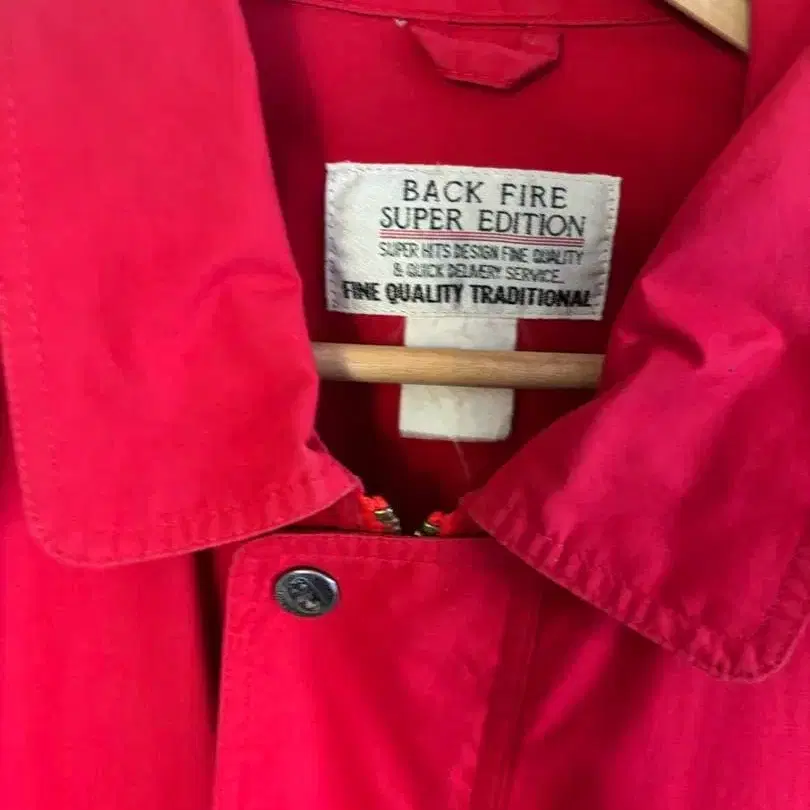 BACK FIRE
SUPER EDITION
SUPER HITS DESIGN FINE QUALITY
& QUICK DELIVERY SERVICE.
FINE QUALITY TRADITIONAL